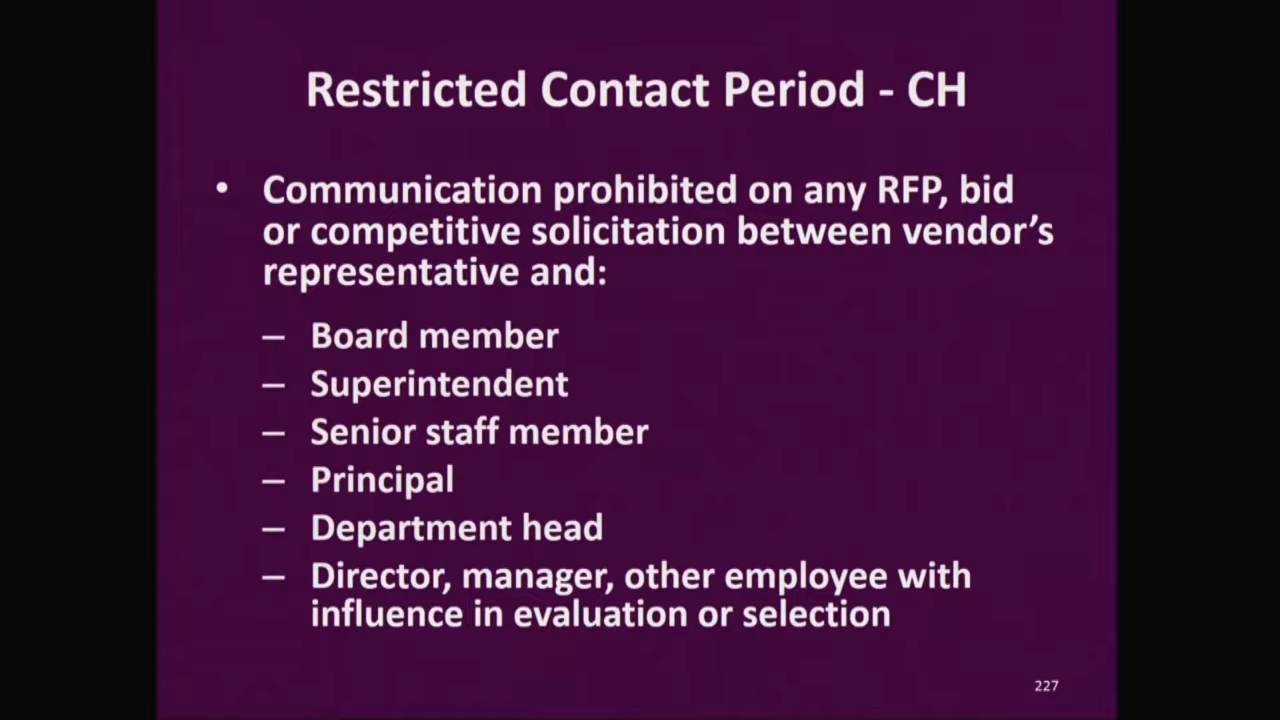 Restricted Contact Period - CH
• Communication prohibited on any RFP, bid
or competitive solicitation between vendor’s
representative and:
– Board member
– Superintendent
– Senior staff member
– Principal
– Department head
– Director, manager, other employee with
influence in evaluation or selection
227